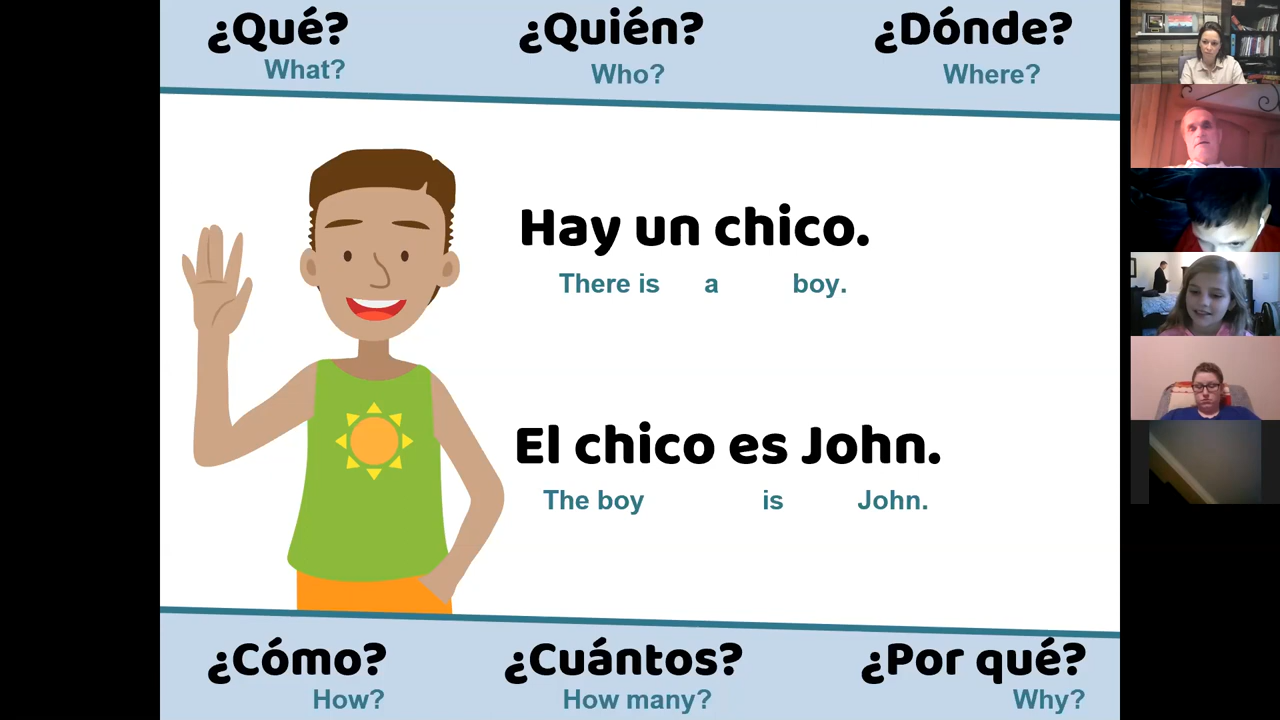 ¿Qué? ¿Quién? ¿Dónde?
What? Who? Where?
Hay un chico.
There is a boy.
El chico es John.
The boy is John.
¿Cómo? ¿Cuántos? ¿Por qué?
How? How many? Why?